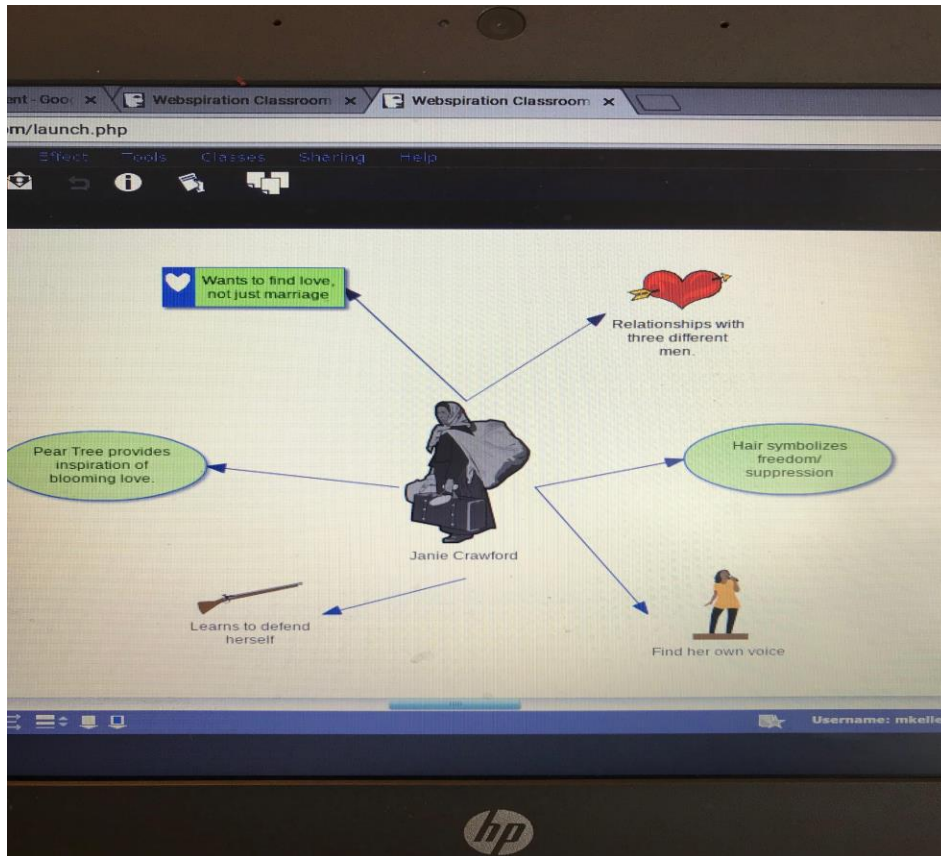 Webspiration Classroom
Webspiration Classroom
m/launch.php
Effect Tools Classes Sharing Help
Wants to find love,
not just marriage
Relationships with
three different
men.
Pear Tree provides
inspiration of
blooming love.
Hair symbolizes
freedom/
suppression
Janie Crawford
Learns to defend
herself
Find her own voice
Username: mkelle
hp